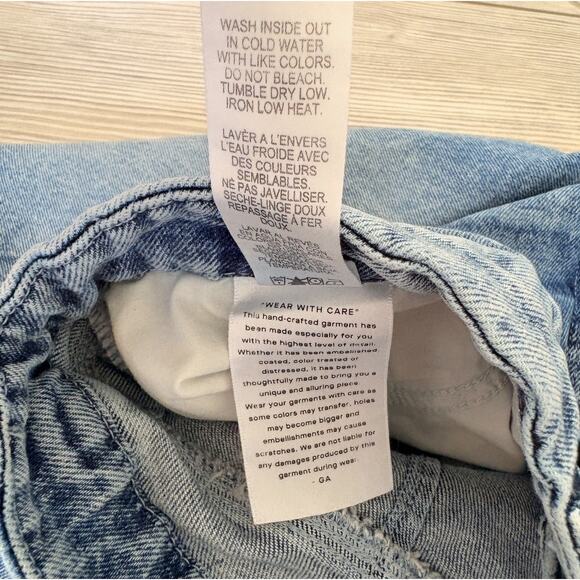 WASH INSIDE OUT
IN COLD WATER
WITH LIKE COLORS.
DO NOT BLEACH.
TUMBLE DRY LOW.
IRON LOW HEAT.
LAVÈR A L'ENVERS
L'EAU FROIDE AVEC
DES COULEURS
SEMBLABLES.
NÉ PAS JAVELLISER.
SECHE-LINGE DOUX
REPASSAGE À FER
DOUX.
LAVAR AL REVÉS
"WEAR WITH CARE"
This hand-crafted garment has
been made especially for you
with the highest level of detail.
Whether it has been embellished,
coated, color treated or
distressed, it has been
thoughtfully made to bring you a
unique and alluring piece.
Wear your garments with care as
some colors may transfer, holes
may become bigger and
embellishments may cause
scratches. We are not liable for
any damages produced by this
garment during wear.
- GA